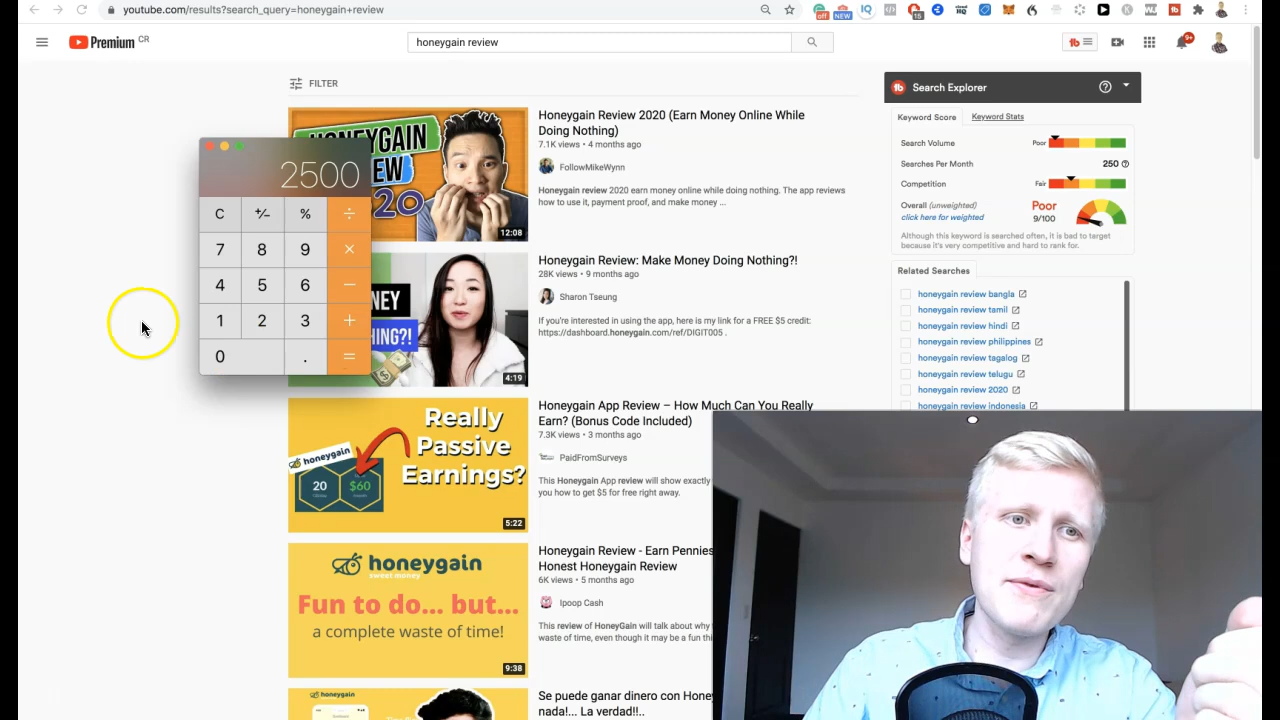 youtube.com/results?search_query=honeygain+review
off
NEW
15
Premium CR
honeygain review
9+
FILTER
HONEYGAIN
EW
20
12:08
Honeygain Review 2020 (Earn Money Online While
Doing Nothing)
7.1K views • 4 months ago
FollowMikeWynn
Honeygain review 2020 earn money online while doing nothing. The app reviews
how to use it, payment proof, and make money ...
2500
C +/− % ÷
7 8 9 ×
4 5 6 −
1 2 3 +
0 . =
NEY
HING?!
4:19
Honeygain Review: Make Money Doing Nothing?!
28K views • 9 months ago
Sharon Tseung
If you're interested in using the app, here is my link for a FREE $5 credit:
https://dashboard.honeygain.com/ref/DIGIT005 .
Really
Passive
Earnings?
honeygain
20
$60
5:22
Honeygain App Review – How Much Can You Really
Earn? (Bonus Code Included)
7.3K views • 3 months ago
PaidFromSurveys
This Honeygain App review will show exactly
you how to get $5 for free right away.
honeygain
sweet money
Fun to do... but...
a complete waste of time!
9:38
Honeygain Review - Earn Pennies
Honest Honeygain Review
6K views • 5 months ago
Ipoop Cash
This review of HoneyGain will talk about why
waste of time, even though it may be a fun thi
honeygain
Se puede ganar dinero con Honey
nada!... La verdad!!..
Search Explorer
Keyword Score Keyword Stats
Search Volume Poor
Searches Per Month 250
Competition Fair
Overall (unweighted) Poor
click here for weighted 9/100
Although this keyword is searched often, it is bad to target
because it's very competitive and hard to rank for.
Related Searches
honeygain review bangla
honeygain review tamil
honeygain review hindi
honeygain review philippines
honeygain review tagalog
honeygain review telugu
honeygain review 2020
honeygain review indonesia